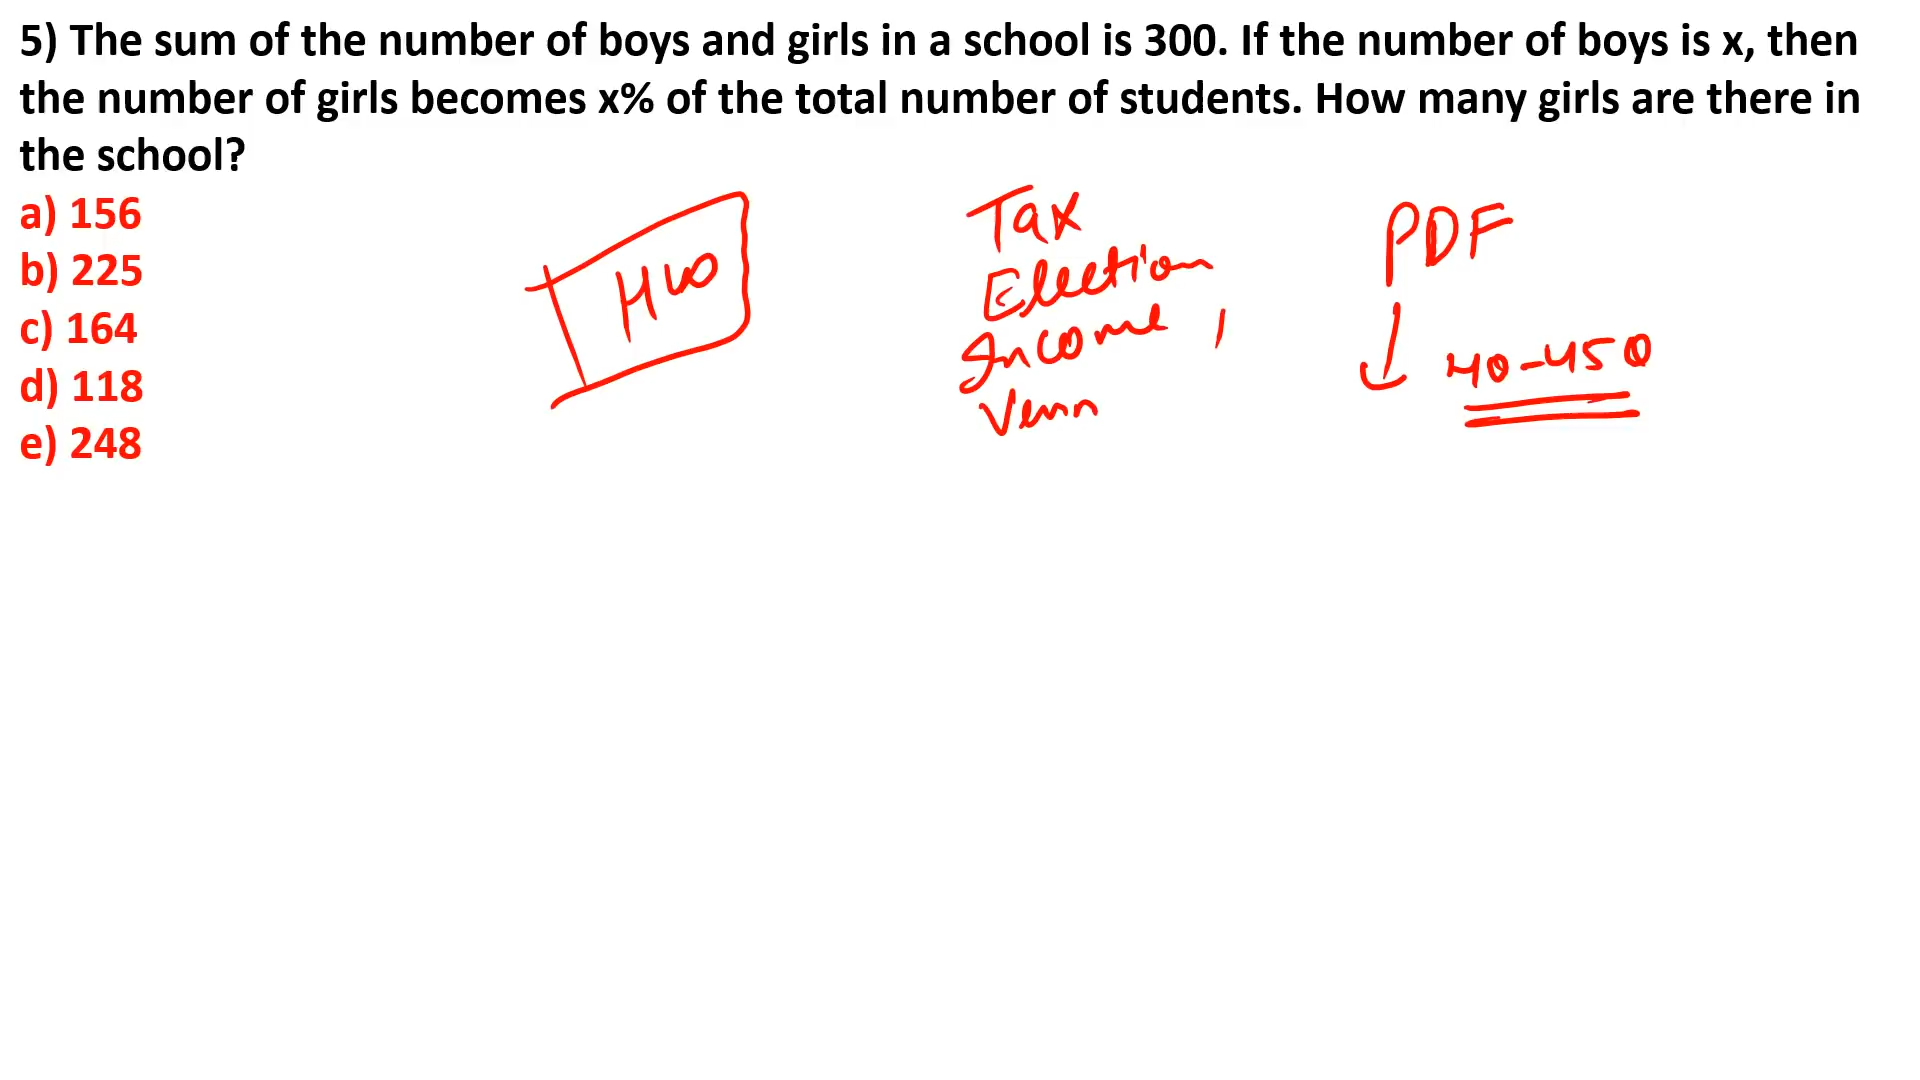 5) The sum of the number of boys and girls in a school is 300. If the number of boys is x, then
the number of girls becomes x% of the total number of students. How many girls are there in
the school?
a) 156
b) 225
c) 164
d) 118
e) 248
HW
Tax
Election
Income ,
Venn
PDF
40-450